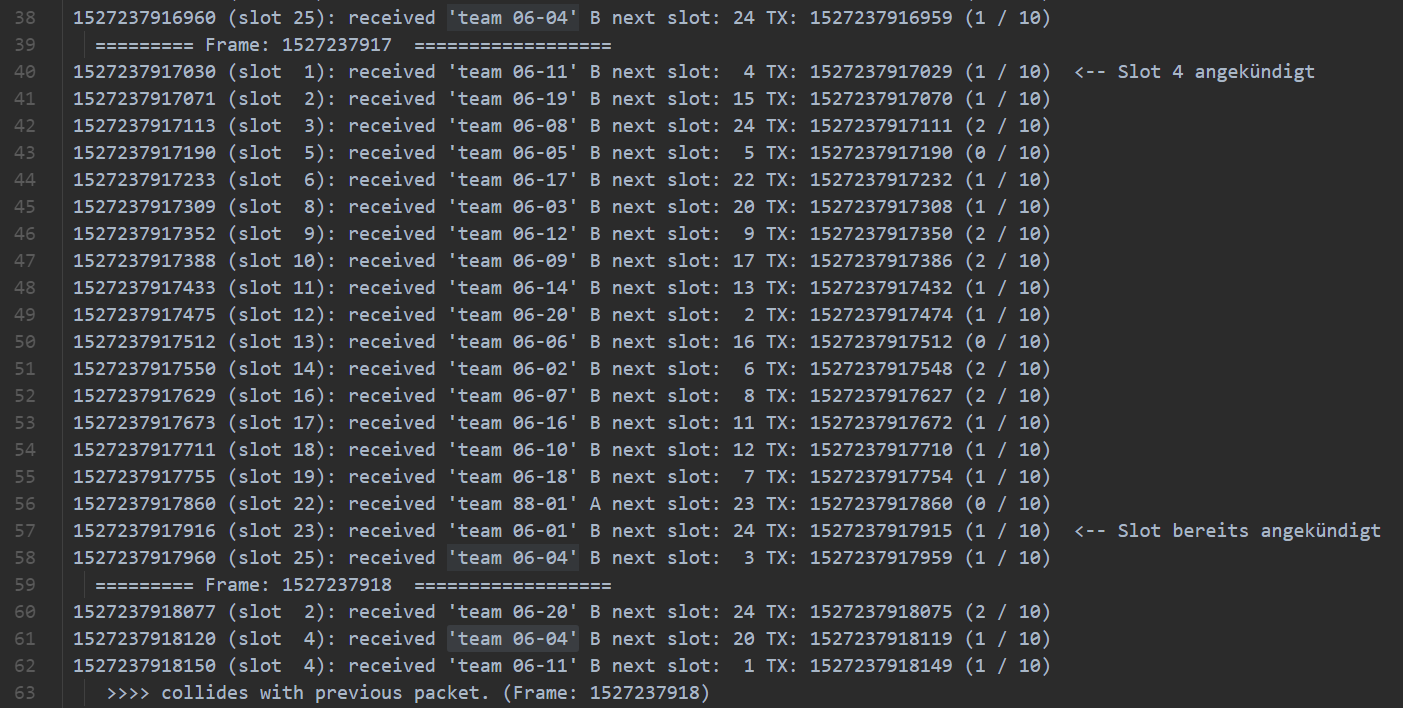 38 1527237916960 (slot 25): received 'team 06-04' B next slot: 24 TX: 1527237916959 (1 / 10)
39 ========= Frame: 1527237917 ==================
40 1527237917030 (slot  1): received 'team 06-11' B next slot:  4 TX: 1527237917029 (1 / 10) <-- Slot 4 angekündigt
41 1527237917071 (slot  2): received 'team 06-19' B next slot: 15 TX: 1527237917070 (1 / 10)
42 1527237917113 (slot  3): received 'team 06-08' B next slot: 24 TX: 1527237917111 (2 / 10)
43 1527237917190 (slot  5): received 'team 06-05' B next slot:  5 TX: 1527237917190 (0 / 10)
44 1527237917233 (slot  6): received 'team 06-17' B next slot: 22 TX: 1527237917232 (1 / 10)
45 1527237917309 (slot  8): received 'team 06-03' B next slot: 20 TX: 1527237917308 (1 / 10)
46 1527237917352 (slot  9): received 'team 06-12' B next slot:  9 TX: 1527237917350 (2 / 10)
47 1527237917388 (slot 10): received 'team 06-09' B next slot: 17 TX: 1527237917386 (2 / 10)
48 1527237917433 (slot 11): received 'team 06-14' B next slot: 13 TX: 1527237917432 (1 / 10)
49 1527237917475 (slot 12): received 'team 06-20' B next slot:  2 TX: 1527237917474 (1 / 10)
50 1527237917512 (slot 13): received 'team 06-06' B next slot: 16 TX: 1527237917512 (0 / 10)
51 1527237917550 (slot 14): received 'team 06-02' B next slot:  6 TX: 1527237917548 (2 / 10)
52 1527237917629 (slot 16): received 'team 06-07' B next slot:  8 TX: 1527237917627 (2 / 10)
53 1527237917673 (slot 17): received 'team 06-16' B next slot: 11 TX: 1527237917672 (1 / 10)
54 1527237917711 (slot 18): received 'team 06-10' B next slot: 12 TX: 1527237917710 (1 / 10)
55 1527237917755 (slot 19): received 'team 06-18' B next slot:  7 TX: 1527237917754 (1 / 10)
56 1527237917860 (slot 22): received 'team 88-01' A next slot: 23 TX: 1527237917860 (0 / 10)
57 1527237917916 (slot 23): received 'team 06-01' B next slot: 24 TX: 1527237917915 (1 / 10) <-- Slot bereits angekündigt
58 1527237917960 (slot 25): received 'team 06-04' B next slot:  3 TX: 1527237917959 (1 / 10)
59 ========= Frame: 1527237918 ==================
60 1527237918077 (slot  2): received 'team 06-20' B next slot: 24 TX: 1527237918075 (2 / 10)
61 1527237918120 (slot  4): received 'team 06-04' B next slot: 20 TX: 1527237918119 (1 / 10)
62 1527237918150 (slot  4): received 'team 06-11' B next slot:  1 TX: 1527237918149 (1 / 10)
63 >>>> collides with previous packet. (Frame: 1527237918)